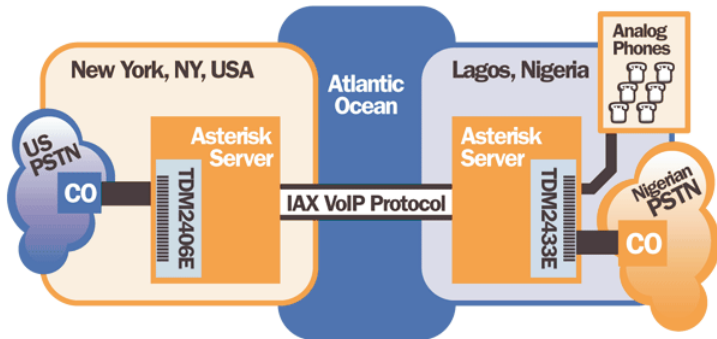 New York, NY, USA
Atlantic
Ocean
Lagos, Nigeria
Analog
Phones
US
PSTN
CO
Asterisk
Server
TDM2406E
IAX VoIP Protocol
Asterisk
Server
TDM2433E
Nigerian
PSTN
CO